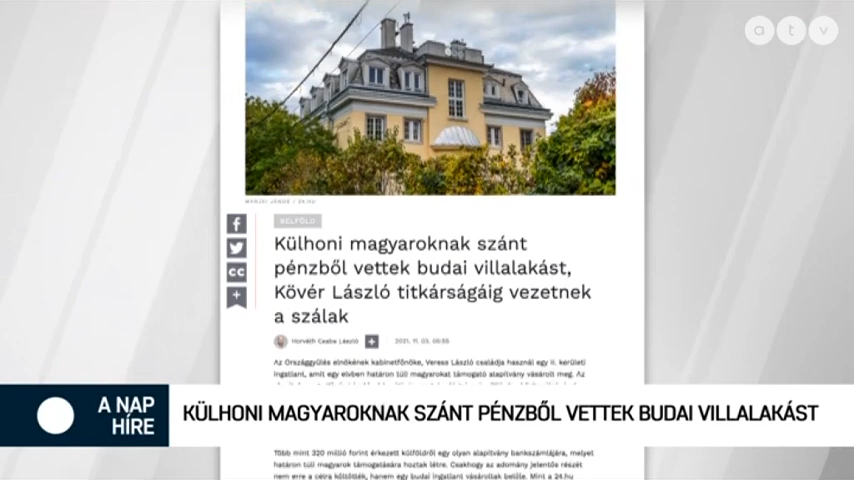 atv
MARJAI JÁNOS / 24.HU
BELFÖLD
Külhoni magyaroknak szánt
pénzből vettek budai villalakást,
Kövér László titkárságáig vezetnek
a szálak
Horváth Csaba László
2021. 11. 03. 06:55
Az Országgyűlés elnökének kabinetfőnöke, Veress László családja használ egy II. kerületi
ingatlant, amit egy elvben határon túli magyarokat támogató alapítvány vásárolt meg. Az
A NAP
HÍRE
KÜLHONI MAGYAROKNAK SZÁNT PÉNZBŐL VETTEK BUDAI VILLALAKÁST
Több mint 320 millió forint érkezett külföldről egy olyan alapítvány bankszámlájára, melyet
határon túli magyarok támogatására hoztak létre. Csakhogy az adomány jelentős részét
nem erre a célra költötték, hanem egy budai ingatlant vásároltak belőle. Mint a 24.hu